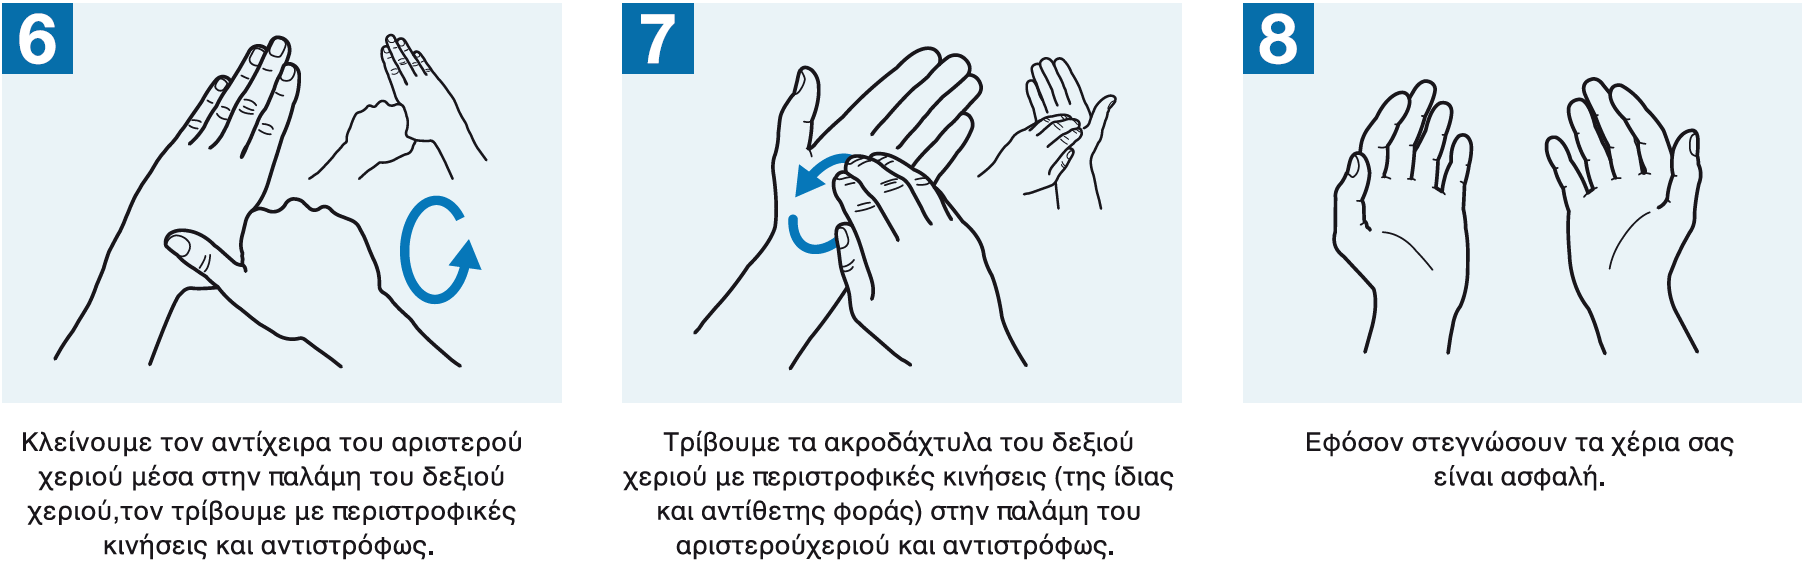 6
Κλείνουμε τον αντίχειρα του αριστερού
χεριού μέσα στην παλάμη του δεξιού
χεριού,τον τρίβουμε με περιστροφικές
κινήσεις και αντιστρόφως.
7
Τρίβουμε τα ακροδάχτυλα του δεξιού
χεριού με περιστροφικές κινήσεις (της ίδιας
και αντίθετης φοράς) στην παλάμη του
αριστερούχεριού και αντιστρόφως.
8
Εφόσον στεγνώσουν τα χέρια σας
είναι ασφαλή.